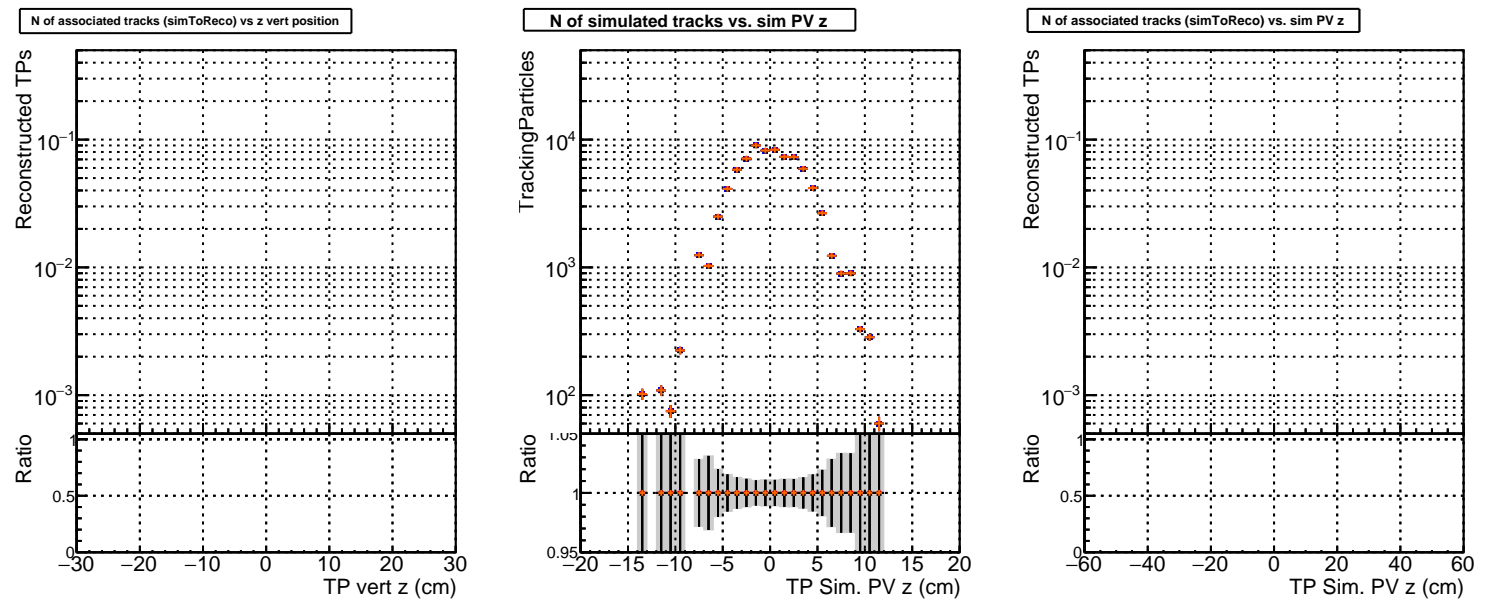 N of associated tracks (simToReco) vs z vert position
Reconstructed TPs
10−1
10−2
10−3
Ratio
1
0.5
0
−30 −20 −10 0 10 20 30
TP vert z (cm)
N of simulated tracks vs. sim PV z
TrackingParticles
104
103
102
Ratio
1.05
1
0.95
−20 −15 −10 −5 0 5 10 15 20
TP Sim. PV z (cm)
N of associated tracks (simToReco) vs. sim PV z
Reconstructed TPs
10−1
10−2
10−3
Ratio
1
0.5
0
−60 −40 −20 0 20 40 60
TP Sim. PV z (cm)